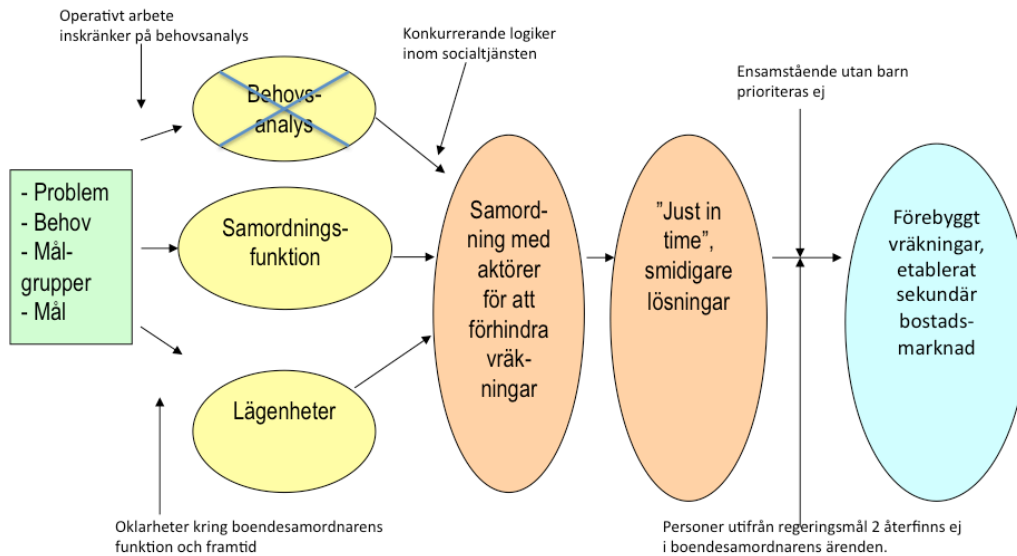 Operativt arbete
inskränker på behovsanalys
Konkurrerande logiker
inom socialtjänsten
Ensamstående utan barn
prioriteras ej
Behovs-
analys
- Problem
- Behov
- Mål-
grupper
- Mål
Samordnings-
funktion
Lägenheter
Samord-
ning med
aktörer
för att
förhindra
vräk-
ningar
”Just in
time”,
smidigare
lösningar
Förebyggt
vräkningar,
etablerat
sekundär
bostads-
marknad
Oklarheter kring boendesamordnarens
funktion och framtid
Personer utifrån regeringsmål 2 återfinns ej
i boendesamordnarens ärenden.